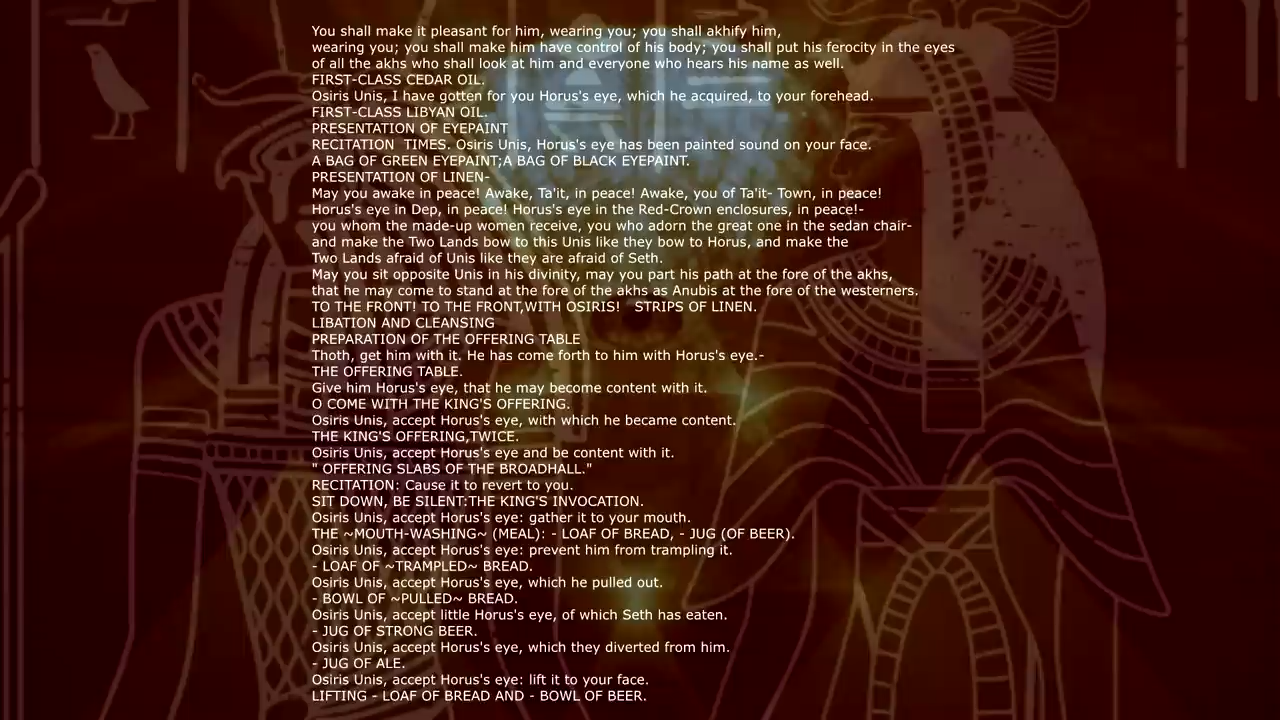 You shall make it pleasant for him, wearing you; you shall akhify him,
wearing you; you shall make him have control of his body; you shall put his ferocity in the eyes
of all the akhs who shall look at him and everyone who hears his name as well.
FIRST-CLASS CEDAR OIL.
Osiris Unis, I have gotten for you Horus's eye, which he acquired, to your forehead.
FIRST-CLASS LIBYAN OIL.
PRESENTATION OF EYEPAINT
RECITATION  TIMES. Osiris Unis, Horus's eye has been painted sound on your face.
A BAG OF GREEN EYEPAINT;A BAG OF BLACK EYEPAINT.
PRESENTATION OF LINEN-
May you awake in peace! Awake, Ta'it, in peace! Awake, you of Ta'it- Town, in peace!
Horus's eye in Dep, in peace! Horus's eye in the Red-Crown enclosures, in peace!-
you whom the made-up women receive, you who adorn the great one in the sedan chair-
and make the Two Lands bow to this Unis like they bow to Horus, and make the
Two Lands afraid of Unis like they are afraid of Seth.
May you sit opposite Unis in his divinity, may you part his path at the fore of the akhs,
that he may come to stand at the fore of the akhs as Anubis at the fore of the westerners.
TO THE FRONT! TO THE FRONT,WITH OSIRIS!   STRIPS OF LINEN.
LIBATION AND CLEANSING
PREPARATION OF THE OFFERING TABLE
Thoth, get him with it. He has come forth to him with Horus's eye.-
THE OFFERING TABLE.
Give him Horus's eye, that he may become content with it.
O COME WITH THE KING'S OFFERING.
Osiris Unis, accept Horus's eye, with which he became content.
THE KING'S OFFERING,TWICE.
Osiris Unis, accept Horus's eye and be content with it.
" OFFERING SLABS OF THE BROADHALL."
RECITATION: Cause it to revert to you.
SIT DOWN, BE SILENT:THE KING'S INVOCATION.
Osiris Unis, accept Horus's eye: gather it to your mouth.
THE ~MOUTH-WASHING~ (MEAL): - LOAF OF BREAD, - JUG (OF BEER).
Osiris Unis, accept Horus's eye: prevent him from trampling it.
- LOAF OF ~TRAMPLED~ BREAD.
Osiris Unis, accept Horus's eye, which he pulled out.
- BOWL OF ~PULLED~ BREAD.
Osiris Unis, accept little Horus's eye, of which Seth has eaten.
- JUG OF STRONG BEER.
Osiris Unis, accept Horus's eye, which they diverted from him.
- JUG OF ALE.
Osiris Unis, accept Horus's eye: lift it to your face.
LIFTING - LOAF OF BREAD AND - BOWL OF BEER.